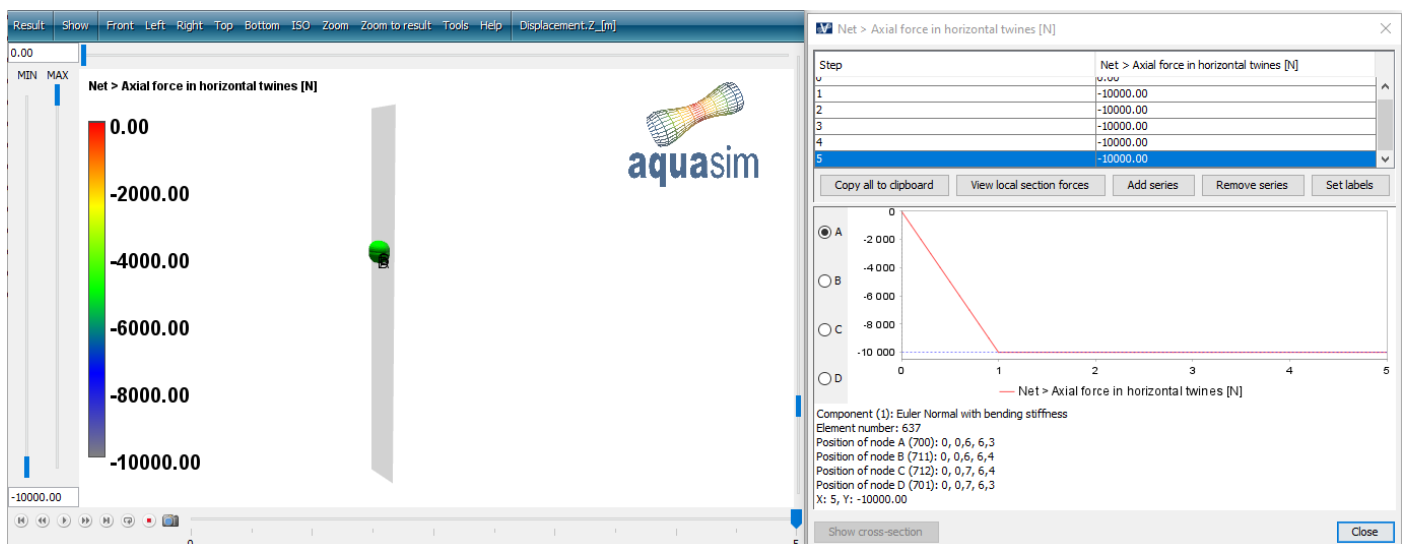 Result Show Front Left Right Top Bottom ISO Zoom Zoom to result Tools Help Displacement.Z_[m]
0.00
MIN MAX
Net > Axial force in horizontal twines [N]
0.00
-2000.00
-4000.00
-6000.00
-8000.00
-10000.00
-10000.00
aquasim
0
5
Net > Axial force in horizontal twines [N]
Step Net > Axial force in horizontal twines [N]
0 0.00
1 -10000.00
2 -10000.00
3 -10000.00
4 -10000.00
5 -10000.00
Copy all to clipboard View local section forces Add series Remove series Set labels
A
B
C
D
0
-2 000
-4 000
-6 000
-8 000
-10 000
0 1 2 3 4 5
Net > Axial force in horizontal twines [N]
Component (1): Euler Normal with bending stiffness
Element number: 637
Position of node A (700): 0, 0,6, 6,3
Position of node B (711): 0, 0,6, 6,4
Position of node C (712): 0, 0,7, 6,4
Position of node D (701): 0, 0,7, 6,3
X: 5, Y: -10000.00
Show cross-section Close